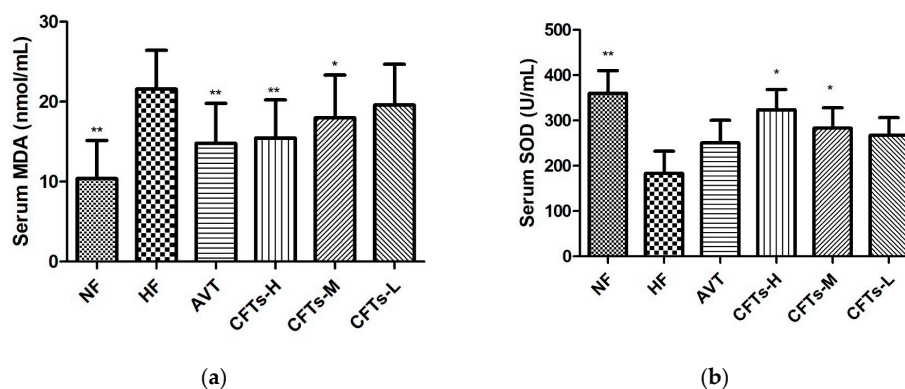 Serum MDA (nmol/mL)
30
20
10
0
**
**
**
*
NF
HF
AVT
CFTs-H
CFTs-M
CFTs-L
(a)
Serum SOD (U/mL)
500
400
300
200
100
0
**
*
*
NF
HF
AVT
CFTs-H
CFTs-M
CFTs-L
(b)